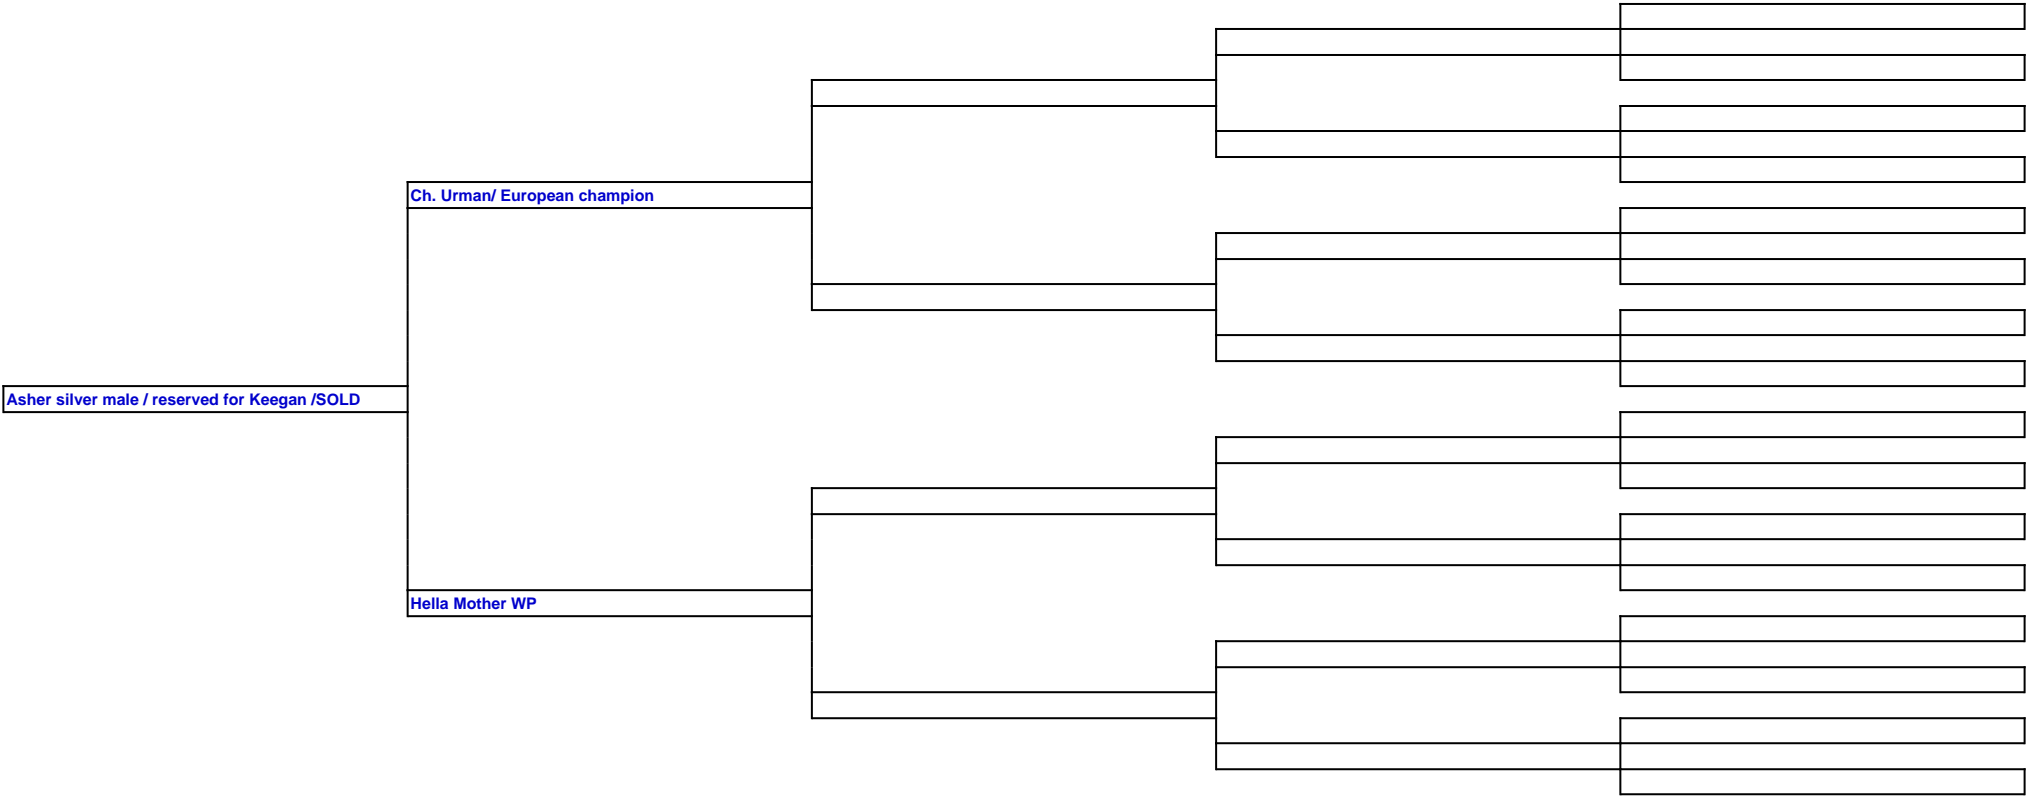 Ch. Urman/ European champion
Asher silver male / reserved for Keegan /SOLD
Hella Mother WP